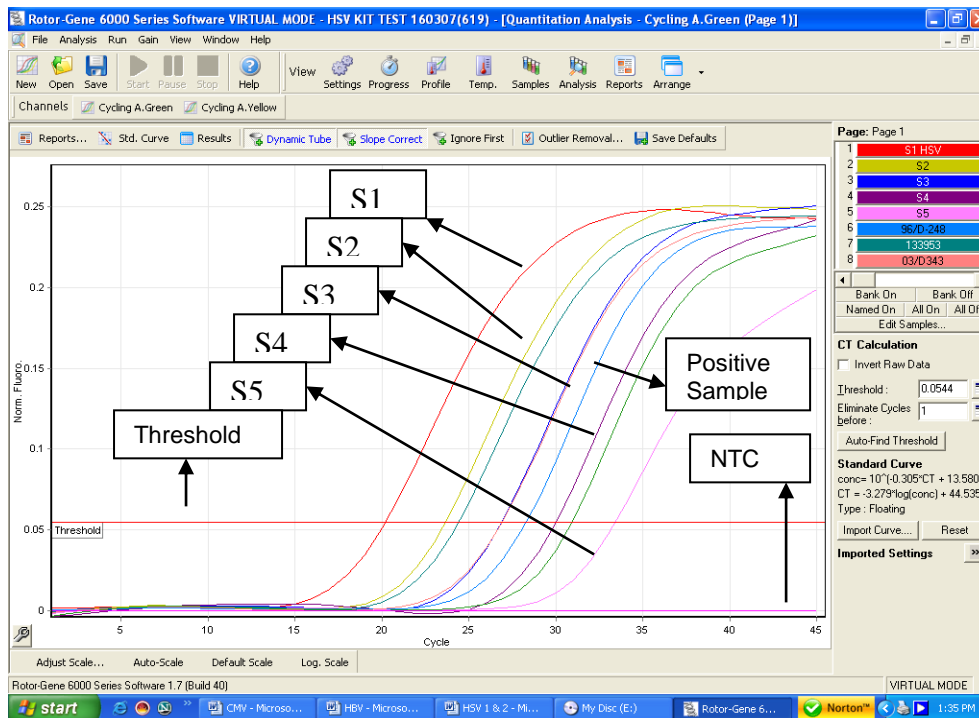 Rotor-Gene 6000 Series Software VIRTUAL MODE - HSV KIT TEST 160307(619) - [Quantitation Analysis - Cycling A.Green (Page 1)]
File Analysis Run Gain View Window Help
New Open Save Start Pause Stop Help View Settings Progress Profile Temp. Samples Analysis Reports Arrange
Channels Cycling A.Green Cycling A.Yellow
Reports... Std. Curve Results Dynamic Tube Slope Correct Ignore First Outlier Removal... Save Defaults
Norm. Fluoro.
0.25
0.2
0.15
0.1
0.05
0
S1
S2
S3
S4
S5
Threshold
Positive
Sample
NTC
Threshold
5 10 15 20 25 30 35 40 45
Cycle
Adjust Scale... Auto-Scale Default Scale Log. Scale
Page: Page 1
1 S1 HSV
2 S2
3 S3
4 S4
5 S5
6 96/D-248
7 133953
8 03/D343
Bank On Bank Off
Named On All On All Of
Edit Samples...
CT Calculation
Invert Raw Data
Threshold : 0.0544
Eliminate Cycles
before : 1
Auto-Find Threshold
Standard Curve
conc= 10^(-0.305*CT + 13.580
CT = -3.279*log(conc) + 44.535
Type : Floating
Import Curve.... Reset
Imported Settings
Rotor-Gene 6000 Series Software 1.7 (Build 40) VIRTUAL MODE
start CMV - Microso... HBV - Microso... HSV 1 & 2 - Mi... My Disc (E:) Rotor-Gene 6... Norton™ 1:35 PM